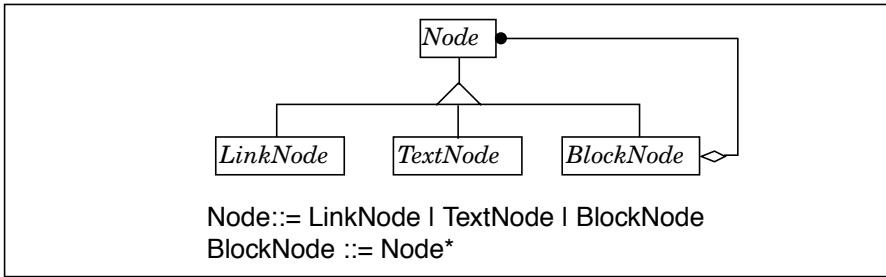 Node
LinkNode
TextNode
BlockNode
Node::= LinkNode | TextNode | BlockNode
BlockNode ::= Node*